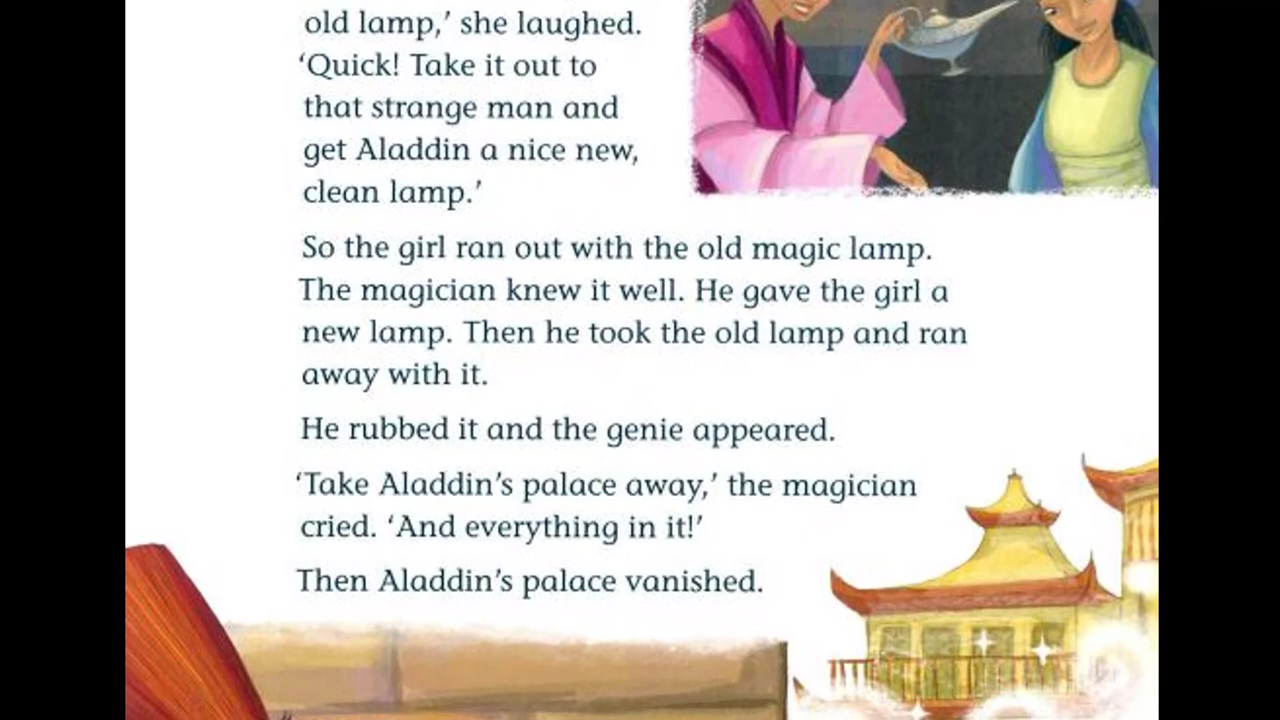 old lamp,’ she laughed.
‘Quick! Take it out to
that strange man and
get Aladdin a nice new,
clean lamp.’
So the girl ran out with the old magic lamp.
The magician knew it well. He gave the girl a
new lamp. Then he took the old lamp and ran
away with it.
He rubbed it and the genie appeared.
‘Take Aladdin’s palace away,’ the magician
cried. ‘And everything in it!’
Then Aladdin’s palace vanished.